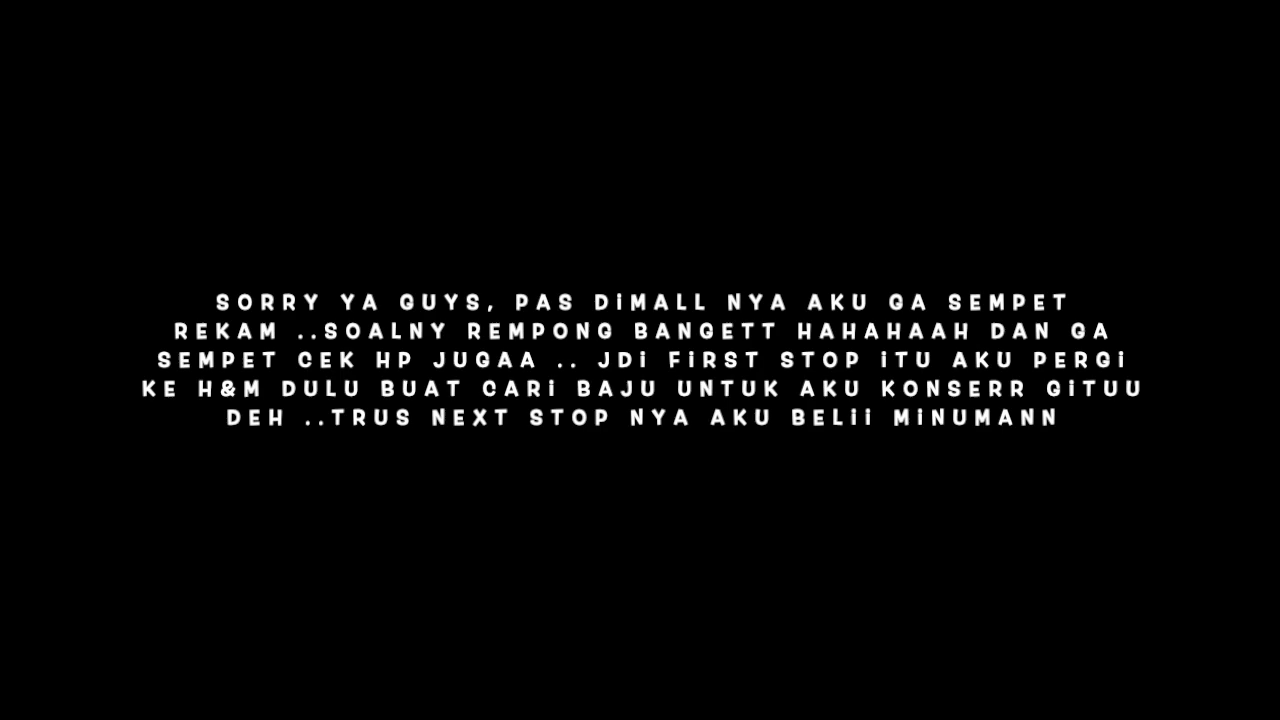 SORRY YA GUYS, PAS DiMALL NYA AKU GA SEMPET
REKAM ..SOALNY REMPONG BANGETT HAHAHAAH DAN GA
SEMPET CEK HP JUGAA .. JDi FiRST STOP iTU AKU PERGi
KE H&M DULU BUAT CARi BAJU UNTUK AKU KONSERR GiTUU
DEH ..TRUS NEXT STOP NYA AKU BELii MiNUMANN